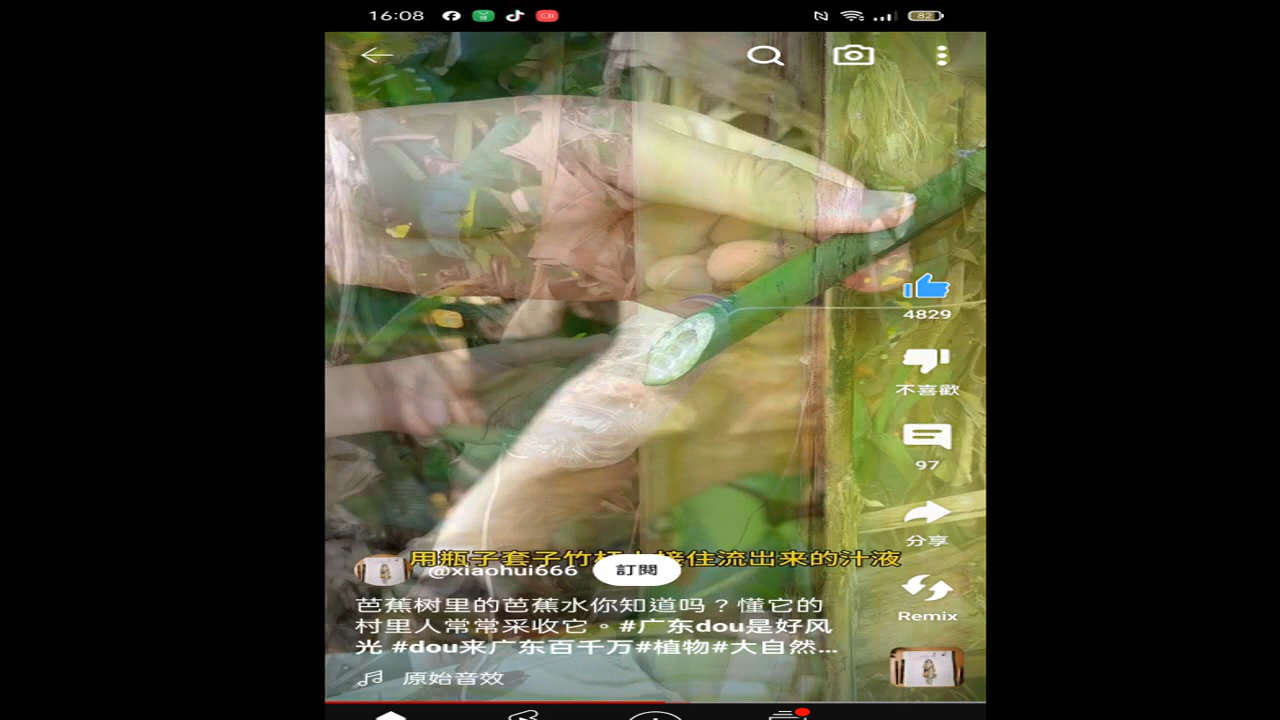 16:08
82
4829
不喜歡
97
分享
Remix
用瓶子套子竹杠上接住流出来的汁液
@xiaohui666
訂閱
芭蕉树里的芭蕉水你知道吗？懂它的
村里人常常采收它。#广东dou是好风
光 #dou来广东百千万#植物#大自然...
原始音效